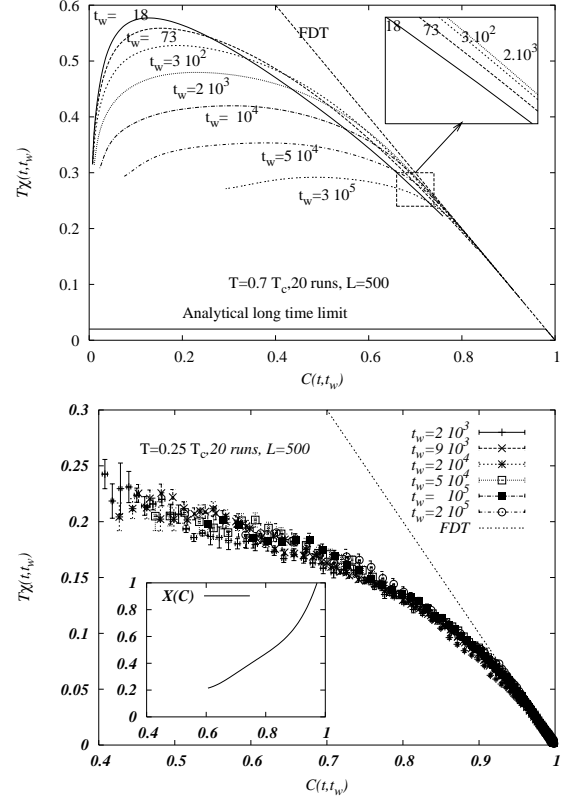 0.6
0.5
0.4
0.3
0.2
0.1
0
Tχ(t,t_w)
t_w= 18
t_w= 73
t_w=3 10^2
t_w=2 10^3
t_w= 10^4
t_w=5 10^4
t_w=3 10^5
FDT
18
73
3.10^2
2.10^3
T=0.7 T_c,20 runs, L=500
Analytical long time limit
0 0.2 0.4 0.6 0.8 1
C(t,t_w)
0.3
0.25
0.2
0.15
0.1
0.05
0
Tχ(t,t_w)
T=0.25 T_c,20 runs, L=500
t_w=2 10^3
t_w=9 10^3
t_w=2 10^4
t_w=5 10^4
t_w= 10^5
t_w=2 10^5
FDT
1
0.8
0.6
0.4
0.2
0
X(C)
0.4 0.6 0.8 1
0.4 0.5 0.6 0.7 0.8 0.9 1
C(t,t_w)